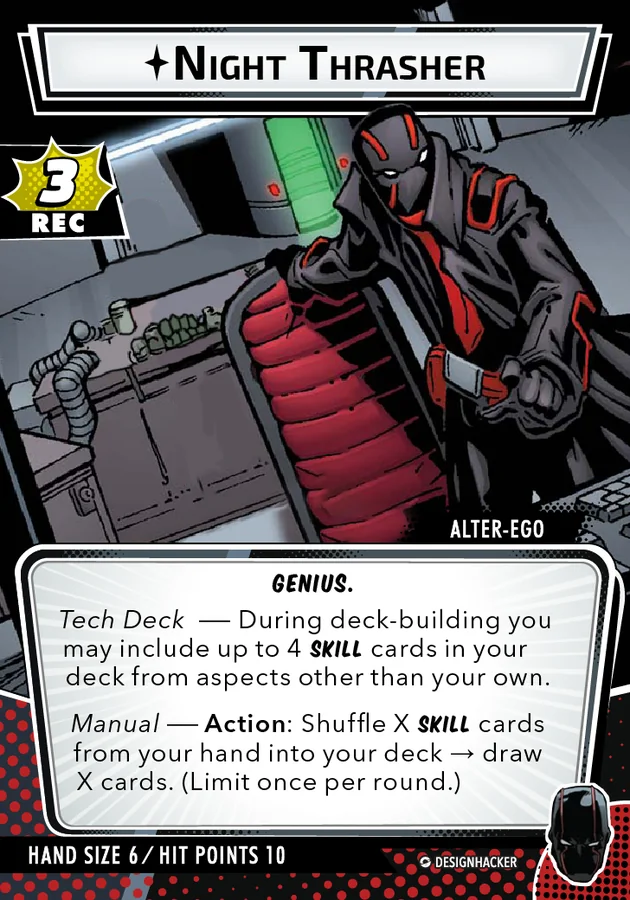 Night Thrasher
3
REC
ALTER-EGO
GENIUS.
Tech Deck — During deck-building you
may include up to 4 SKILL cards in your
deck from aspects other than your own.
Manual — Action: Shuffle X SKILL cards
from your hand into your deck → draw
X cards. (Limit once per round.)
HAND SIZE 6 / HIT POINTS 10
DESIGNHACKER